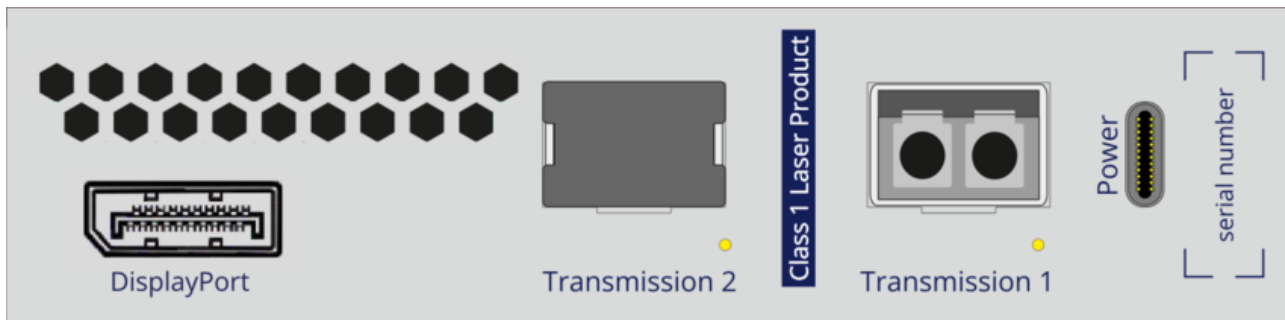 DisplayPort
Transmission 2
Class 1 Laser Product
Transmission 1
Power
serial number